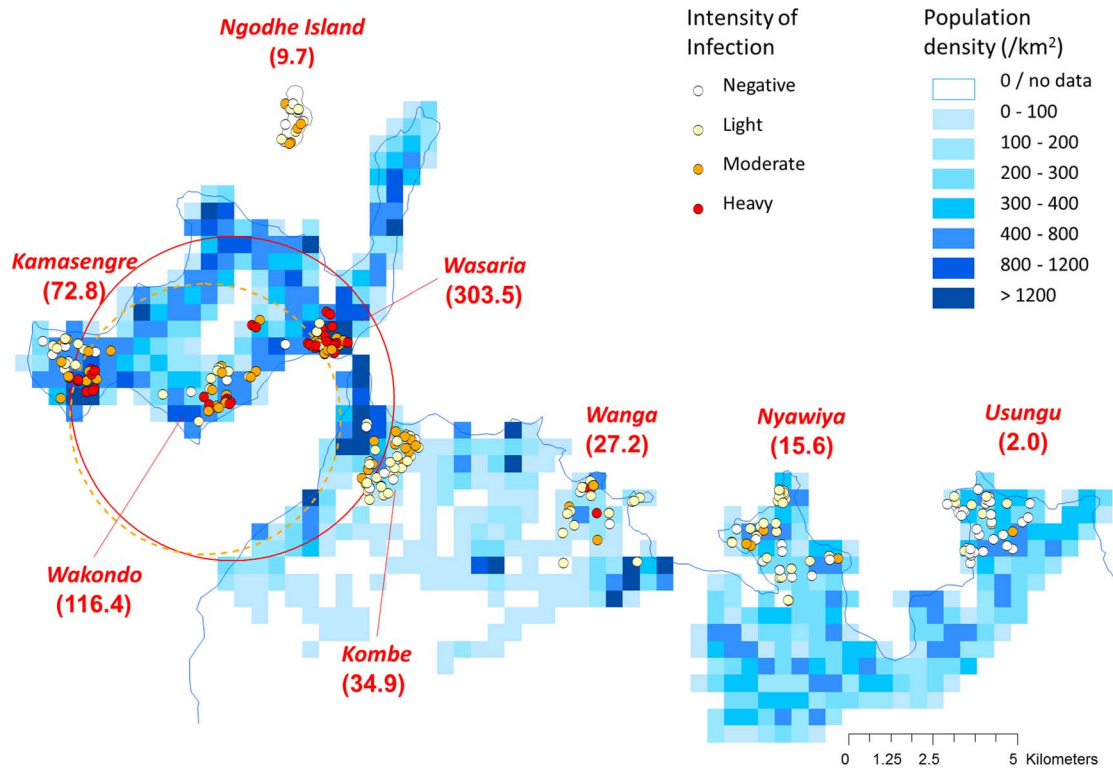 Ngodhe Island
(9.7)
Kamasengre
(72.8)
Wasaria
(303.5)
Wakondo
(116.4)
Kombe
(34.9)
Wanga
(27.2)
Nyawiya
(15.6)
Usungu
(2.0)
Intensity of
Infection
Negative
Light
Moderate
Heavy
Population
density (/km²)
0 / no data
0 - 100
100 - 200
200 - 300
300 - 400
400 - 800
800 - 1200
> 1200
0 1.25 2.5 5 Kilometers